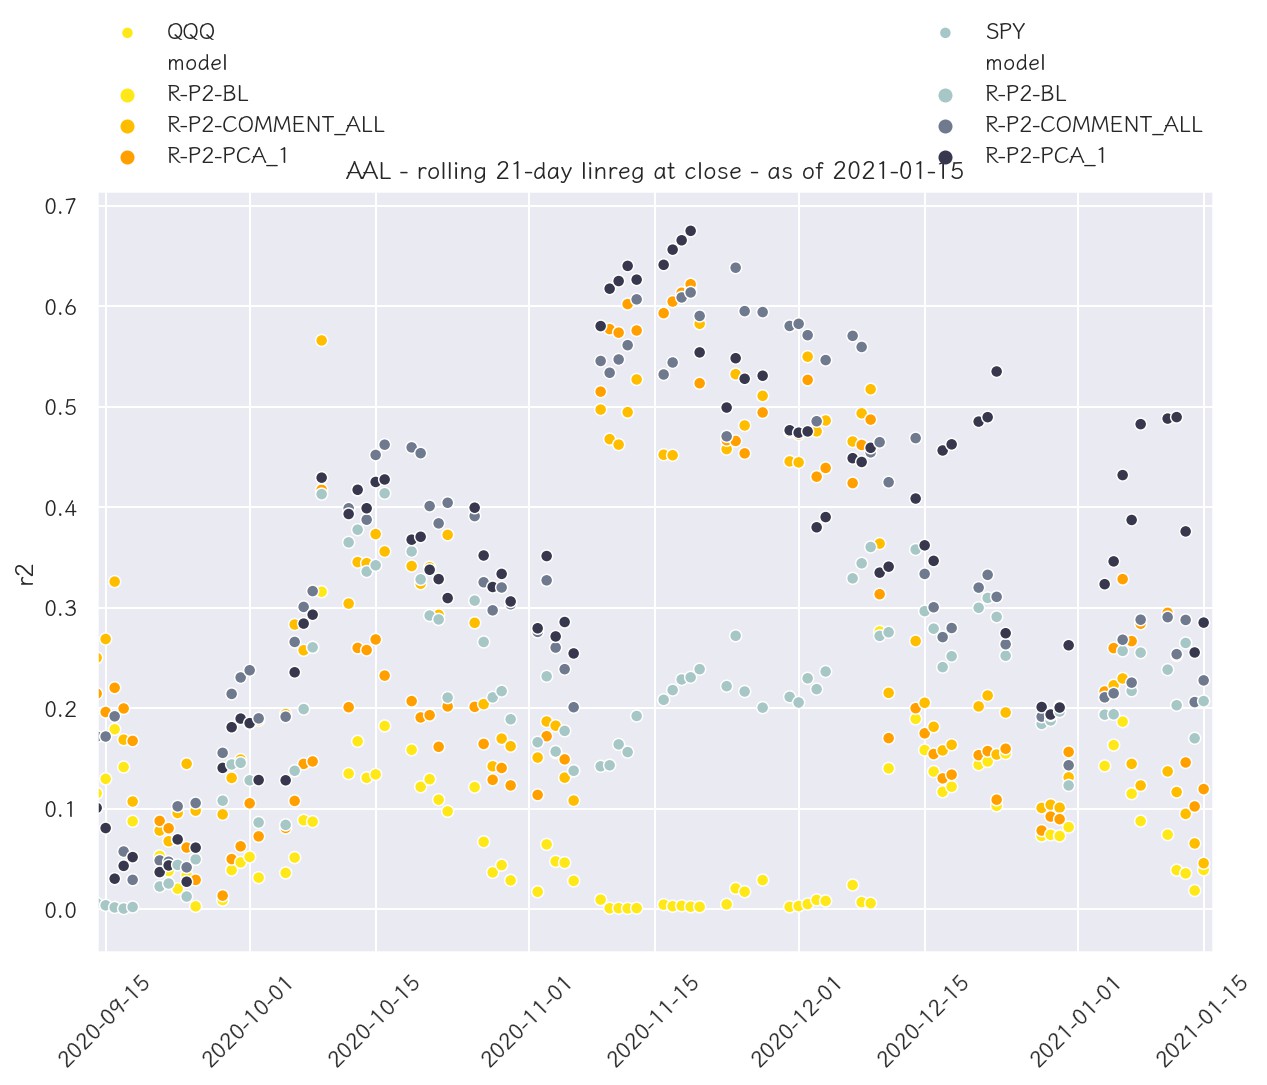 QQQ
model
R-P2-BL
R-P2-COMMENT_ALL
R-P2-PCA_1
SPY
model
R-P2-BL
R-P2-COMMENT_ALL
R-P2-PCA_1
AAL - rolling 21-day linreg at close - as of 2021-01-15
r2
0.7
0.6
0.5
0.4
0.3
0.2
0.1
0.0
2020-09-15
2020-10-01
2020-10-15
2020-11-01
2020-11-15
2020-12-01
2020-12-15
2021-01-01
2021-01-15